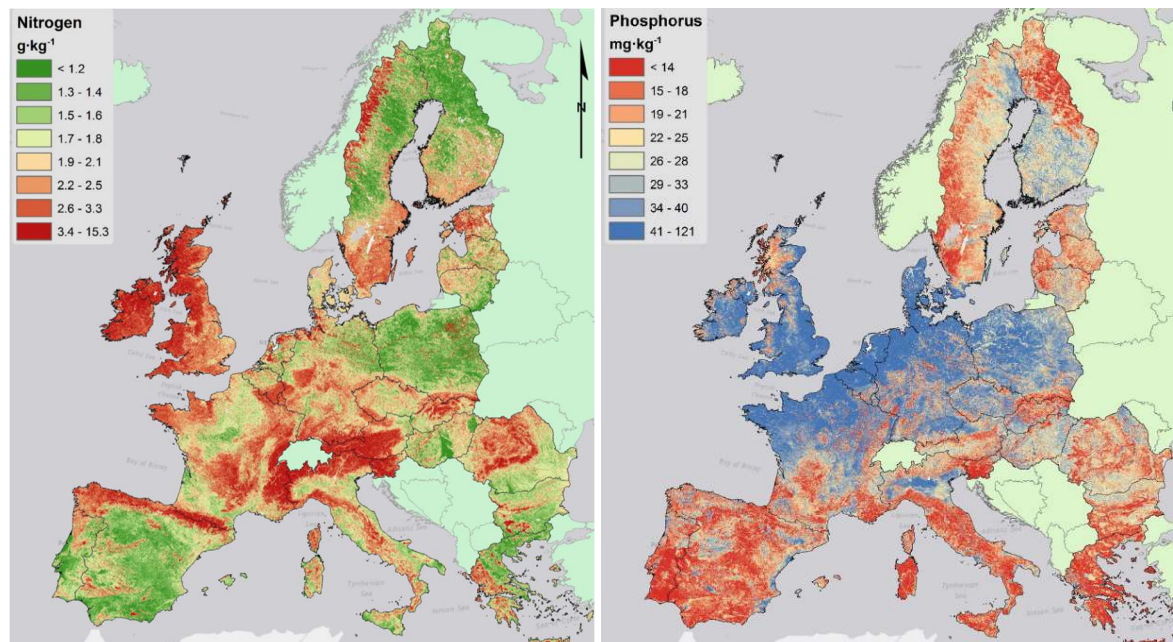 Nitrogen
g·kg⁻¹
< 1.2
1.3 - 1.4
1.5 - 1.6
1.7 - 1.8
1.9 - 2.1
2.2 - 2.5
2.6 - 3.3
3.4 - 15.3
N
Bay of Biscay
Phosphorus
mg·kg⁻¹
< 14
15 - 18
19 - 21
22 - 25
26 - 28
29 - 33
34 - 40
41 - 121
Bay of Biscay